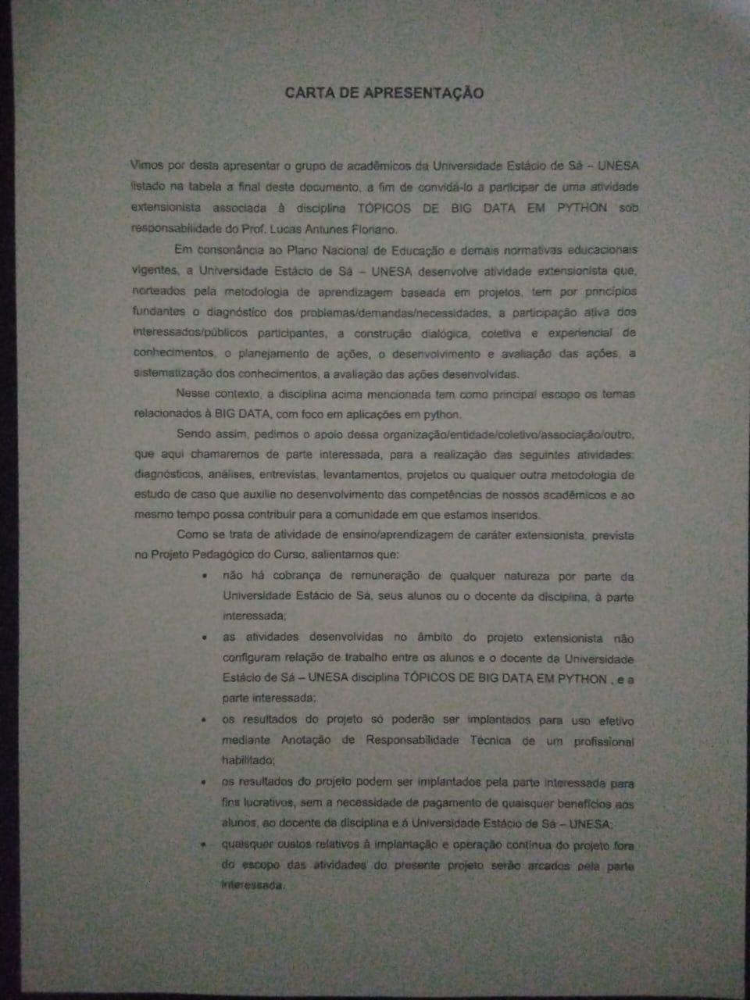 CARTA DE APRESENTAÇÃO
Vimos por desta apresentar o grupo de acadêmicos da Universidade Estácio de Sá – UNESA
listado na tabela a final deste documento, a fim de convidá-lo a participar de uma atividade
extensionista associada à disciplina TÓPICOS DE BIG DATA EM PYTHON sob
responsabilidade do Prof. Lucas Antunes Floriano.
Em consonância ao Plano Nacional de Educação e demais normativas educacionais
vigentes, a Universidade Estácio de Sá – UNESA desenvolve atividade extensionista que,
norteados pela metodologia de aprendizagem baseada em projetos, tem por princípios
fundantes o diagnóstico dos problemas/demandas/necessidades, a participação ativa dos
interessados/públicos participantes, a construção dialógica, coletiva e experiencial de
conhecimentos, o planejamento de ações, o desenvolvimento e avaliação das ações, a
sistematização dos conhecimentos, a avaliação das ações desenvolvidas.
Nesse contexto, a disciplina acima mencionada tem como principal escopo os temas
relacionados à BIG DATA, com foco em aplicações em python.
Sendo assim, pedimos o apoio dessa organização/entidade/coletivo/associação/outro,
que aqui chamaremos de parte interessada, para a realização das seguintes atividades:
diagnósticos, análises, entrevistas, levantamentos, projetos ou qualquer outra metodologia de
estudo de caso que auxilie no desenvolvimento das competências de nossos acadêmicos e ao
mesmo tempo possa contribuir para a comunidade em que estamos inseridos.
Como se trata de atividade de ensino/aprendizagem de caráter extensionista, prevista
no Projeto Pedagógico do Curso, salientamos que:
• não há cobrança de remuneração de qualquer natureza por parte da
Universidade Estácio de Sá, seus alunos ou o docente da disciplina, à parte
interessada;
• as atividades desenvolvidas no âmbito do projeto extensionista não
configuram relação de trabalho entre os alunos e o docente da Universidade
Estácio de Sá – UNESA disciplina TÓPICOS DE BIG DATA EM PYTHON , e a
parte interessada;
• os resultados do projeto só poderão ser implantados para uso efetivo
mediante Anotação de Responsabilidade Técnica de um profissional
habilitado;
• os resultados do projeto podem ser implantados pela parte interessada para
fins lucrativos, sem a necessidade de pagamento de quaisquer benefícios aos
alunos, ao docente da disciplina e à Universidade Estácio de Sá – UNESA;
• quaisquer custos relativos à implantação e operação contínua do projeto fora
do escopo das atividades do presente projeto serão arcados pela parte
interessada.